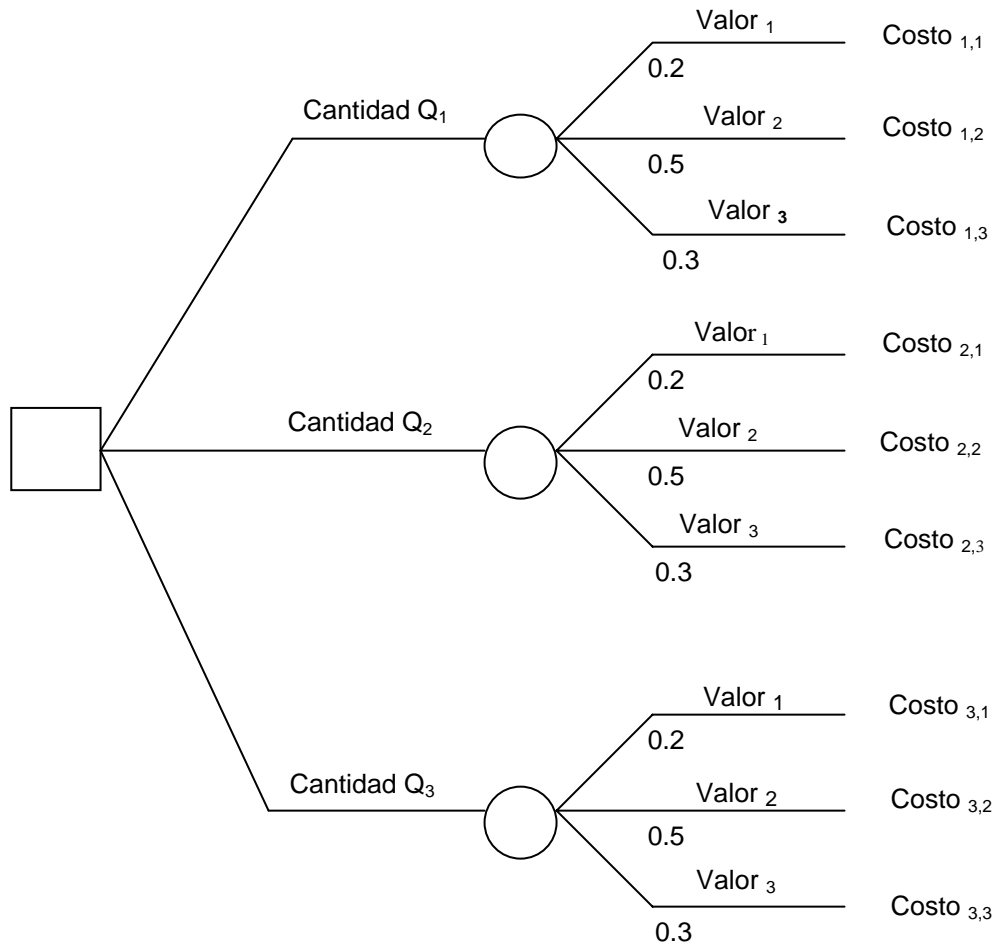 Valor 1 Costo 1,1
0.2
Cantidad Q1 Valor 2 Costo 1,2
0.5
Valor 3 Costo 1,3
0.3
Valor 1 Costo 2,1
0.2
Cantidad Q2 Valor 2 Costo 2,2
0.5
Valor 3 Costo 2,3
0.3
Valor 1 Costo 3,1
0.2
Cantidad Q3 Valor 2 Costo 3,2
0.5
Valor 3 Costo 3,3
0.3